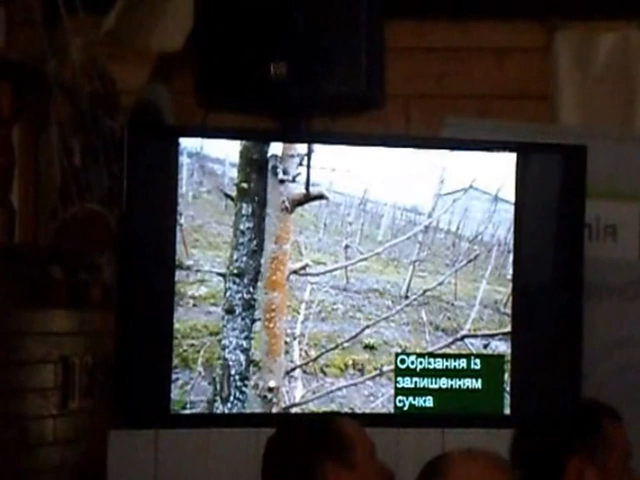 Обрізання із
залишенням
сучка